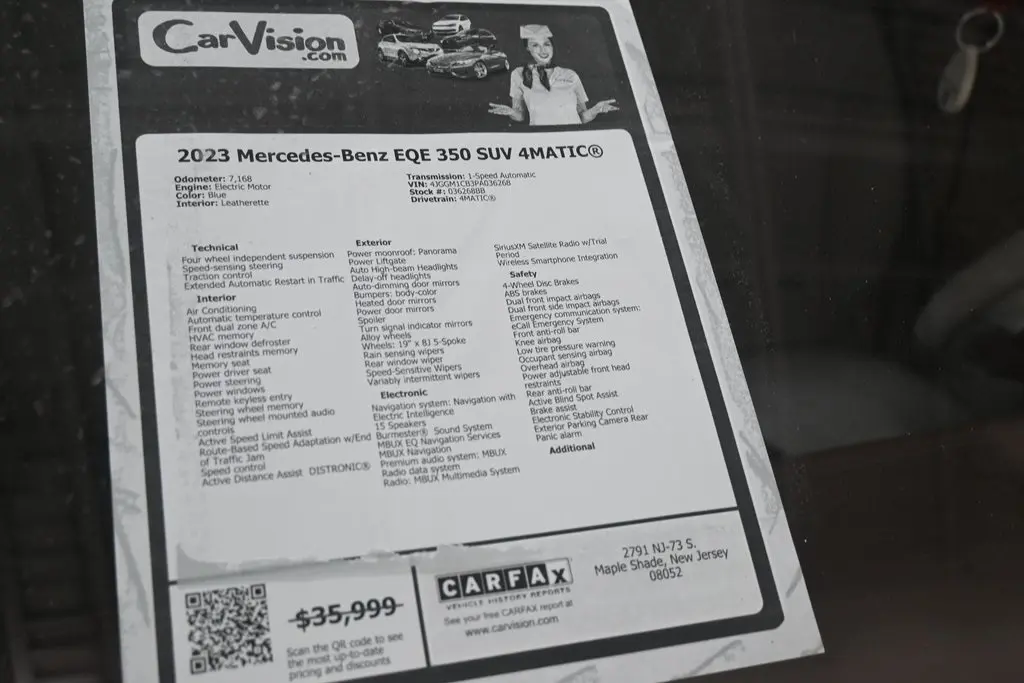 CarVision
.com
2023 Mercedes-Benz EQE 350 SUV 4MATIC®
Odometer: 7,168
Engine: Electric Motor
Color: Blue
Interior: Leatherette
Transmission: 1-Speed Automatic
VIN: 4JGGM1CB3PA036268
Stock #: 036268BB
Drivetrain: 4MATIC®
Technical
Four wheel independent suspension
Speed-sensing steering
Traction control
Extended Automatic Restart in Traffic
Interior
Air Conditioning
Automatic temperature control
Front dual zone A/C
HVAC memory
Rear window defroster
Head restraints memory
Memory seat
Power driver seat
Power steering
Power windows
Remote keyless entry
Steering wheel memory
Steering wheel mounted audio
controls
Active Speed Limit Assist
Route-Based Speed Adaptation w/End
of Traffic Jam
Speed control
Active Distance Assist DISTRONIC®
Exterior
Power moonroof: Panorama
Power Liftgate
Auto High-beam Headlights
Delay-off headlights
Auto-dimming door mirrors
Bumpers: body-color
Heated door mirrors
Power door mirrors
Spoiler
Turn signal indicator mirrors
Alloy wheels
Wheels: 19" x 8J 5-Spoke
Rain sensing wipers
Rear window wiper
Speed-Sensitive Wipers
Variably intermittent wipers
Electronic
Navigation system: Navigation with
Electric Intelligence
15 Speakers
Burmester® Sound System
MBUX EQ Navigation Services
MBUX Navigation
Premium audio system: MBUX
Radio data system
Radio: MBUX Multimedia System
SiriusXM Satellite Radio w/Trial
Period
Wireless Smartphone Integration
Safety
4-Wheel Disc Brakes
ABS brakes
Dual front impact airbags
Dual front side impact airbags
Emergency communication system:
eCall Emergency System
Front anti-roll bar
Knee airbag
Low tire pressure warning
Occupant sensing airbag
Overhead airbag
Power adjustable front head
restraints
Rear anti-roll bar
Active Blind Spot Assist
Brake assist
Electronic Stability Control
Exterior Parking Camera Rear
Panic alarm
Additional
$35,999
Scan the QR code to see
the most up-to-date
pricing and discounts
CARFAX
VEHICLE HISTORY REPORTS
See your free CARFAX report at
www.carvision.com
2791 NJ-73 S.
Maple Shade, New Jersey
08052